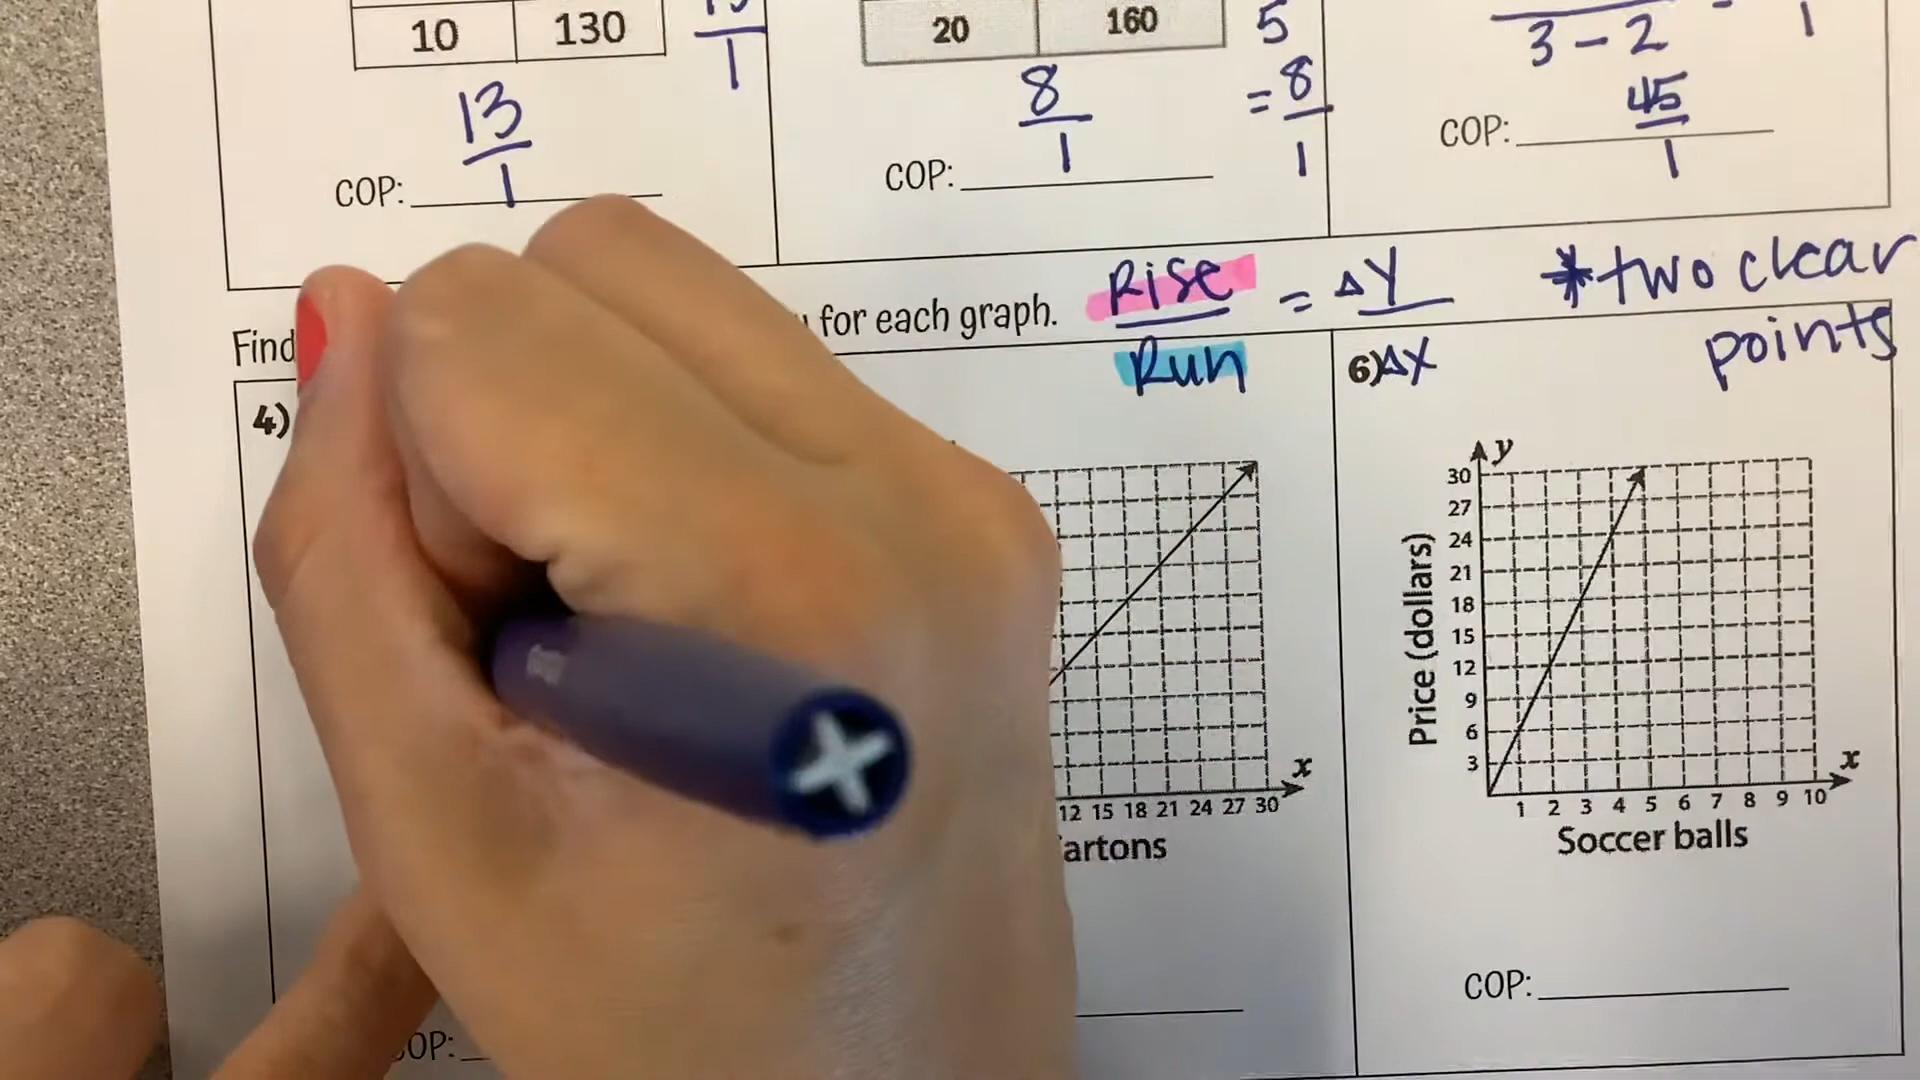 10 130
1
13
1
COP:
20 160
8
1
COP:
5
= 8
1
3 - 2
1
45
1
COP:
Find
for each graph.
Rise = ΔY
Run ΔX
*two clear
points
4)
x
12 15 18 21 24 27 30
artons
OP:
6)
y
30
27
24
21
18
15
12
9
6
3
Price (dollars)
x
1 2 3 4 5 6 7 8 9 10
Soccer balls
COP: